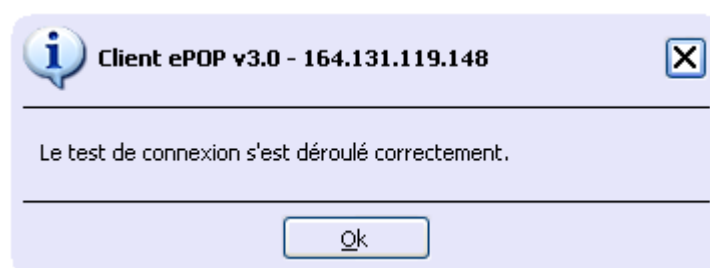 Client ePOP v3.0 - 164.131.119.148
Le test de connexion s'est déroulé correctement.
Ok